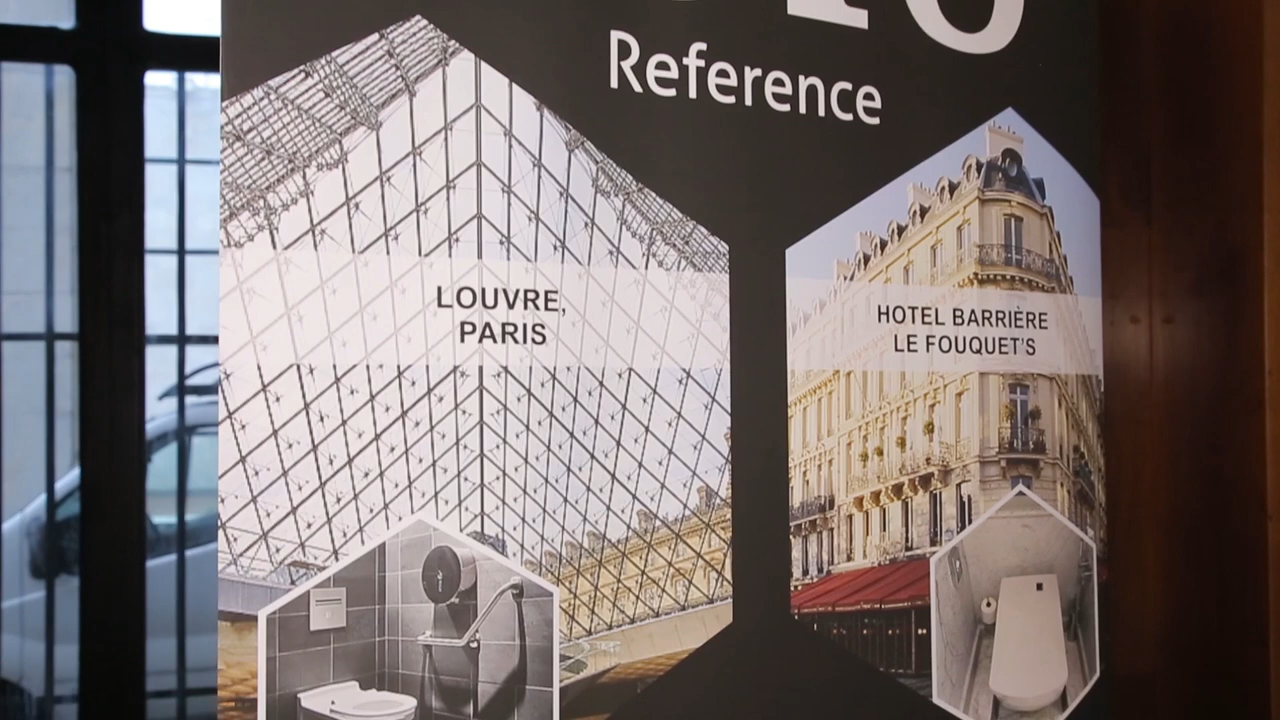 Reference
LOUVRE,
PARIS
HOTEL BARRIÈRE
LE FOUQUET'S